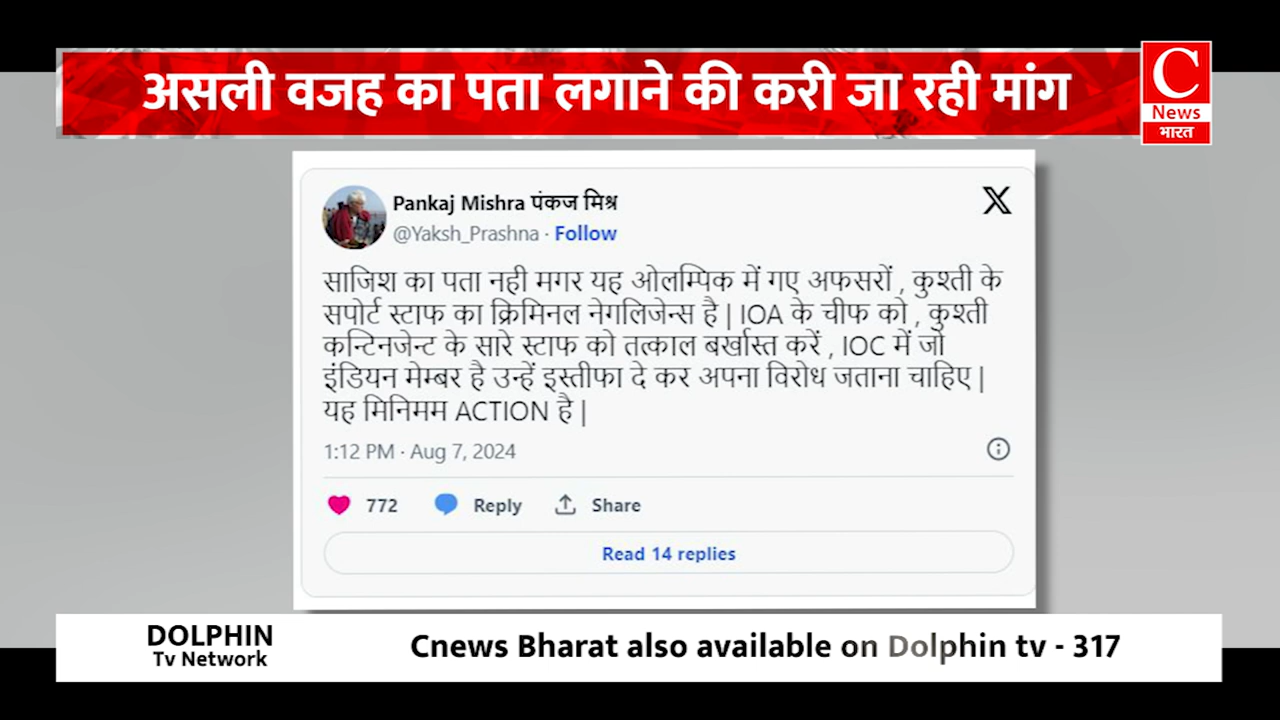 असली वजह का पता लगाने की करी जा रही मांग
C
News
भारत
Pankaj Mishra पंकज मिश्र
X
@Yaksh_Prashna · Follow
साजिश का पता नही मगर यह ओलम्पिक में गए अफसरों , कुश्ती के
सपोर्ट स्टाफ का क्रिमिनल नेगलिजेन्स है | IOA के चीफ को , कुश्ती
कन्टिनजेन्ट के सारे स्टाफ को तत्काल बर्खास्त करें , IOC में जो
इंडियन मेम्बर है उन्हें इस्तीफा दे कर अपना विरोध जताना चाहिए |
यह मिनिमम ACTION है |
1:12 PM · Aug 7, 2024
772 Reply Share
Read 14 replies
DOLPHIN
Tv Network
Cnews Bharat also available on Dolphin tv - 317